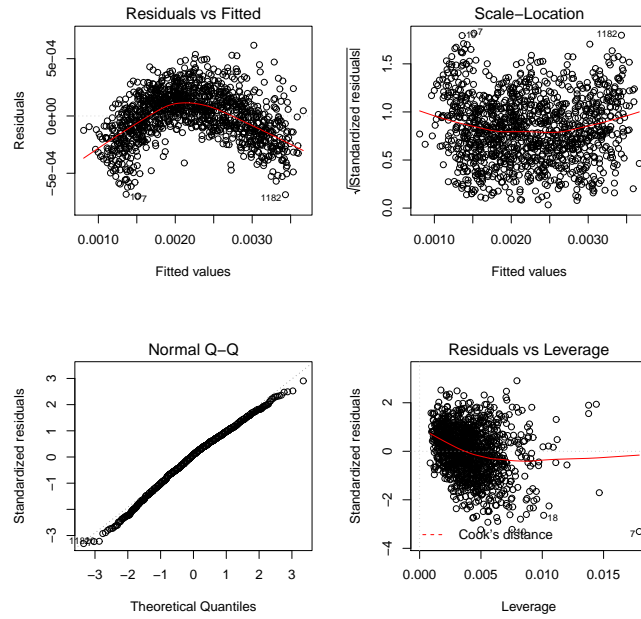 Residuals vs Fitted
Residuals
5e−04
0e+00
−5e−04
7
1182
0.0010
0.0020
0.0030
Fitted values
Scale−Location
√|Standardized residuals|
1.5
1.0
0.5
0.0
7
1182
0.0010
0.0020
0.0030
Fitted values
Normal Q−Q
Standardized residuals
3
2
1
0
−1
−3
−3
−2
−1
0
1
2
3
Theoretical Quantiles
Residuals vs Leverage
Standardized residuals
4
2
0
−2
−4
18
7
Cook's distance
0.000
0.005
0.010
0.015
Leverage